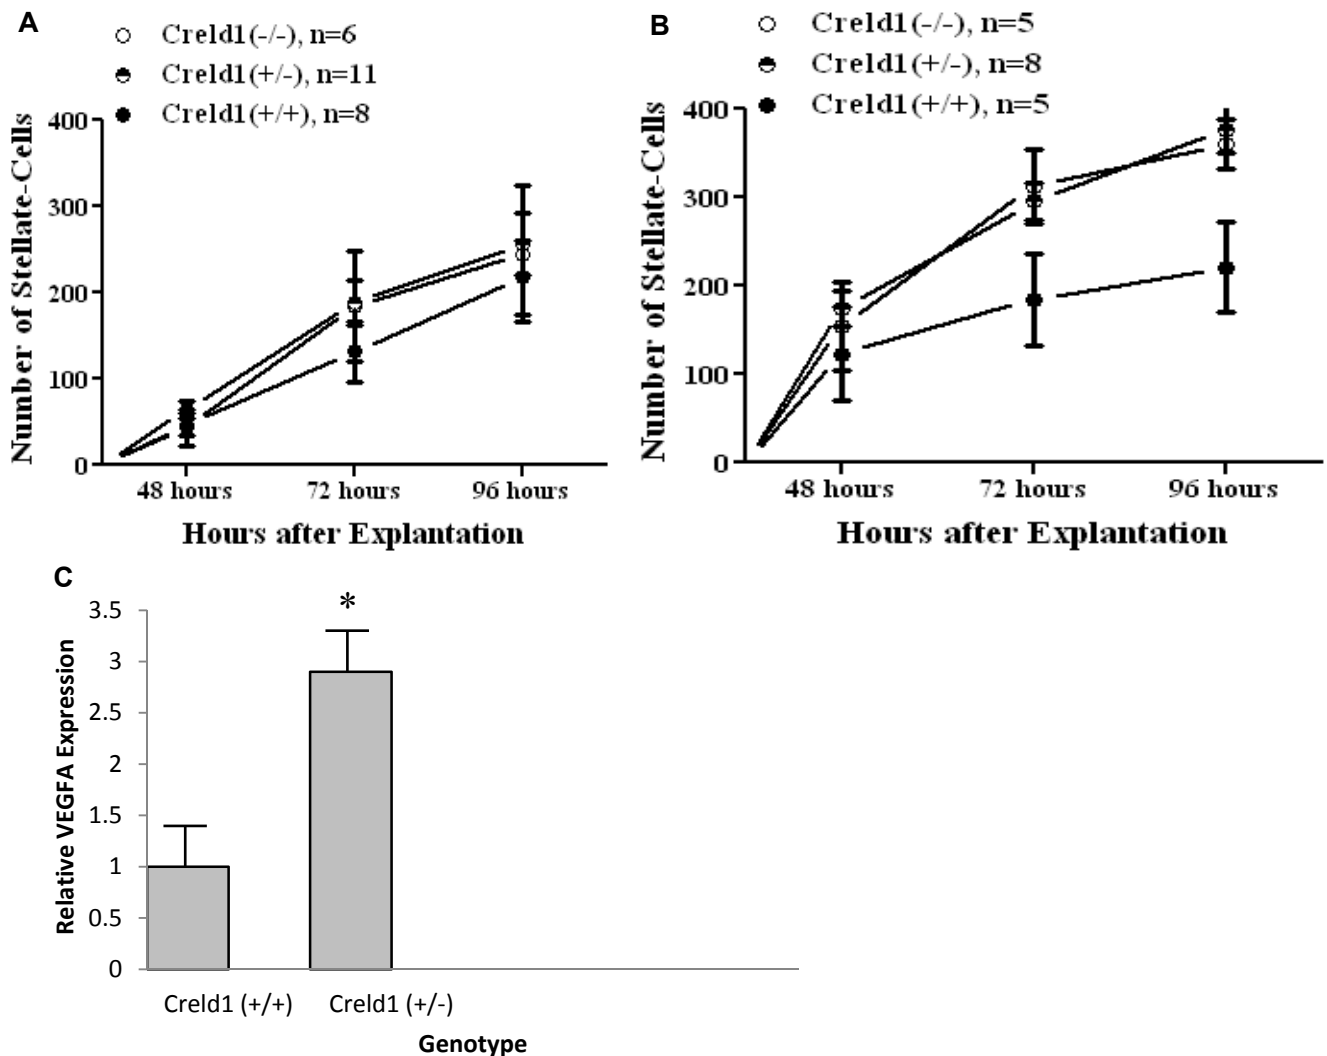 A
Creld1(-/-), n=6
Creld1(+/-), n=11
Creld1(+/+), n=8
Number of Stellate-Cells
400
300
200
100
0
48 hours
72 hours
96 hours
Hours after Explantation
B
Creld1(-/-), n=5
Creld1(+/-), n=8
Creld1(+/+), n=5
Number of Stellate-Cells
400
300
200
100
0
48 hours
72 hours
96 hours
Hours after Explantation
C
Relative VEGFA Expression
3.5
3
2.5
2
1.5
1
0.5
0
*
Creld1 (+/+)
Creld1 (+/-)
Genotype